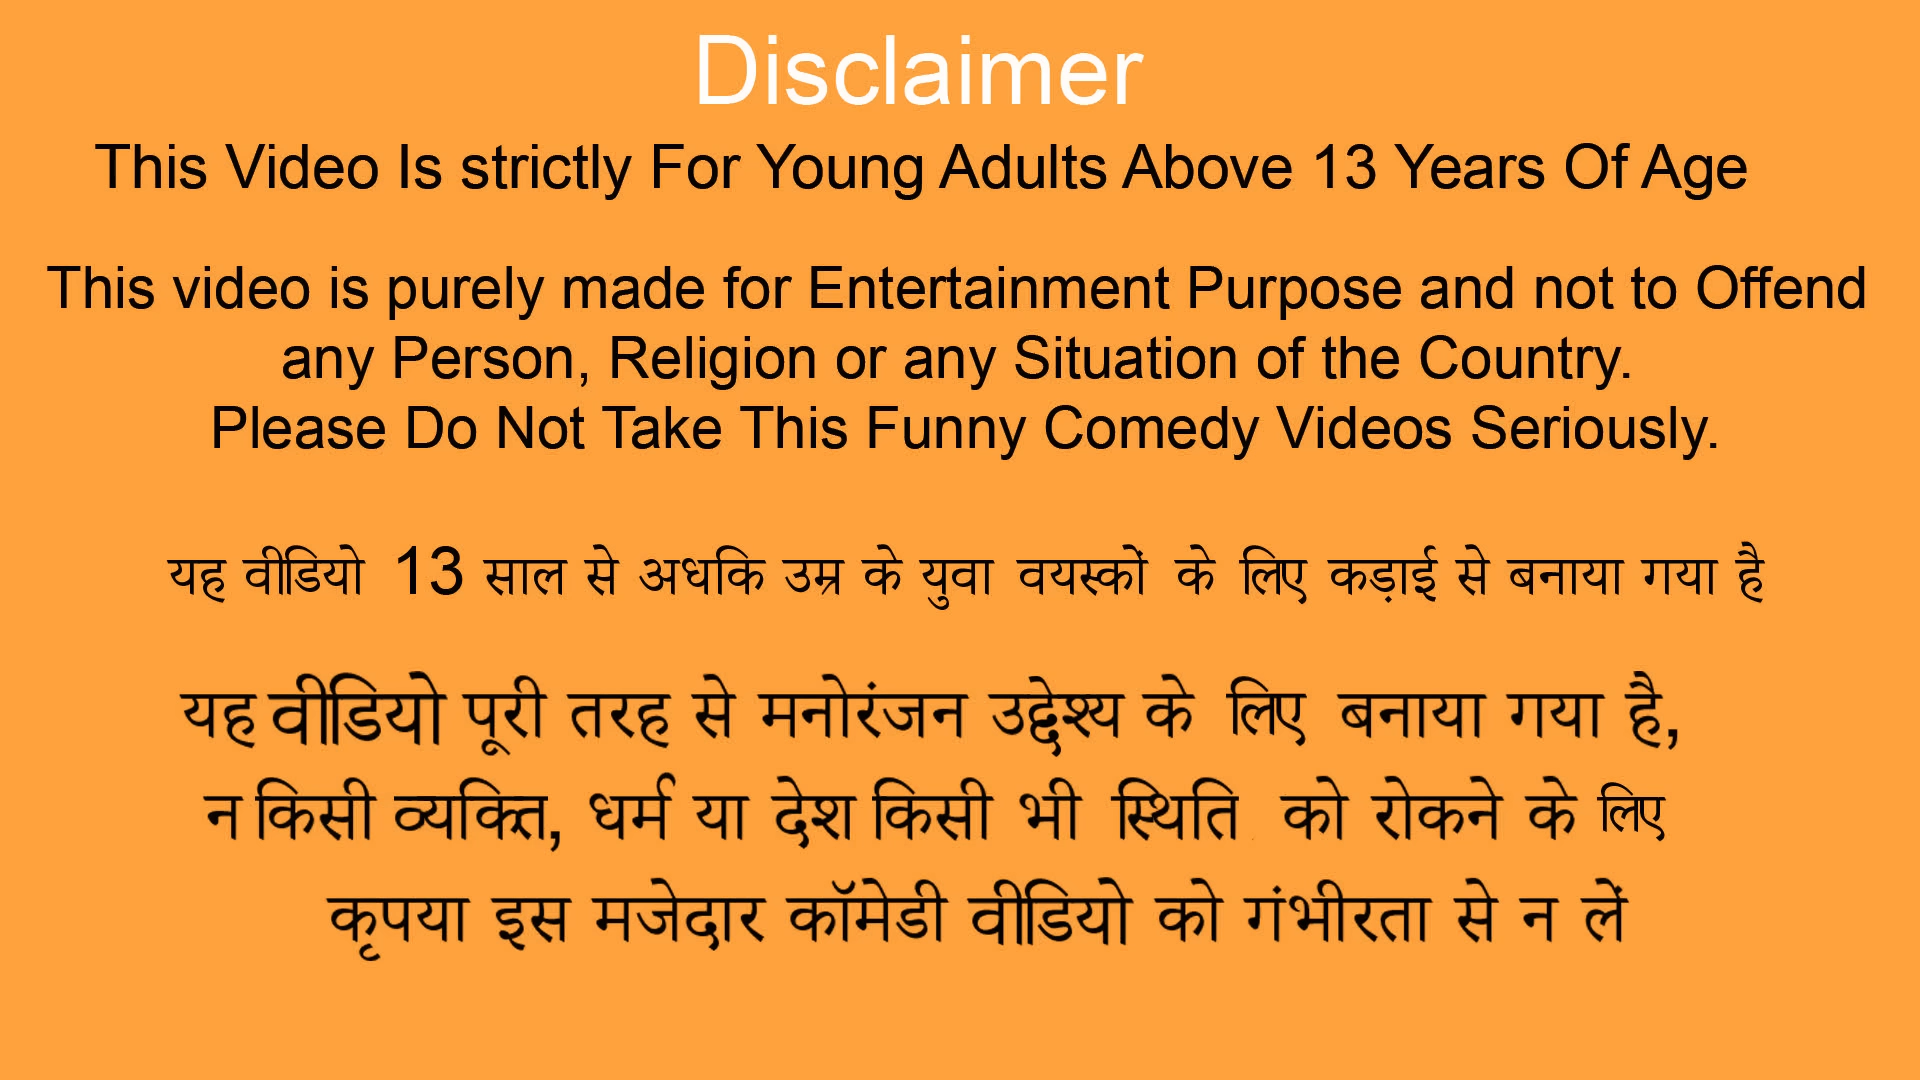 Disclaimer
This Video Is strictly For Young Adults Above 13 Years Of Age
This video is purely made for Entertainment Purpose and not to Offend
any Person, Religion or any Situation of the Country.
Please Do Not Take This Funny Comedy Videos Seriously.
यह वीडियो 13 साल से अधकि उम्र के युवा वयस्कों के लिए कड़ाई से बनाया गया है
यह वीडियो पूरी तरह से मनोरंजन उद्देश्य के लिए बनाया गया है,
न किसी व्यक्ति, धर्म या देश किसी भी स्थिति को रोकने के लिए
कृपया इस मजेदार कॉमेडी वीडियो को गंभीरता से न लें